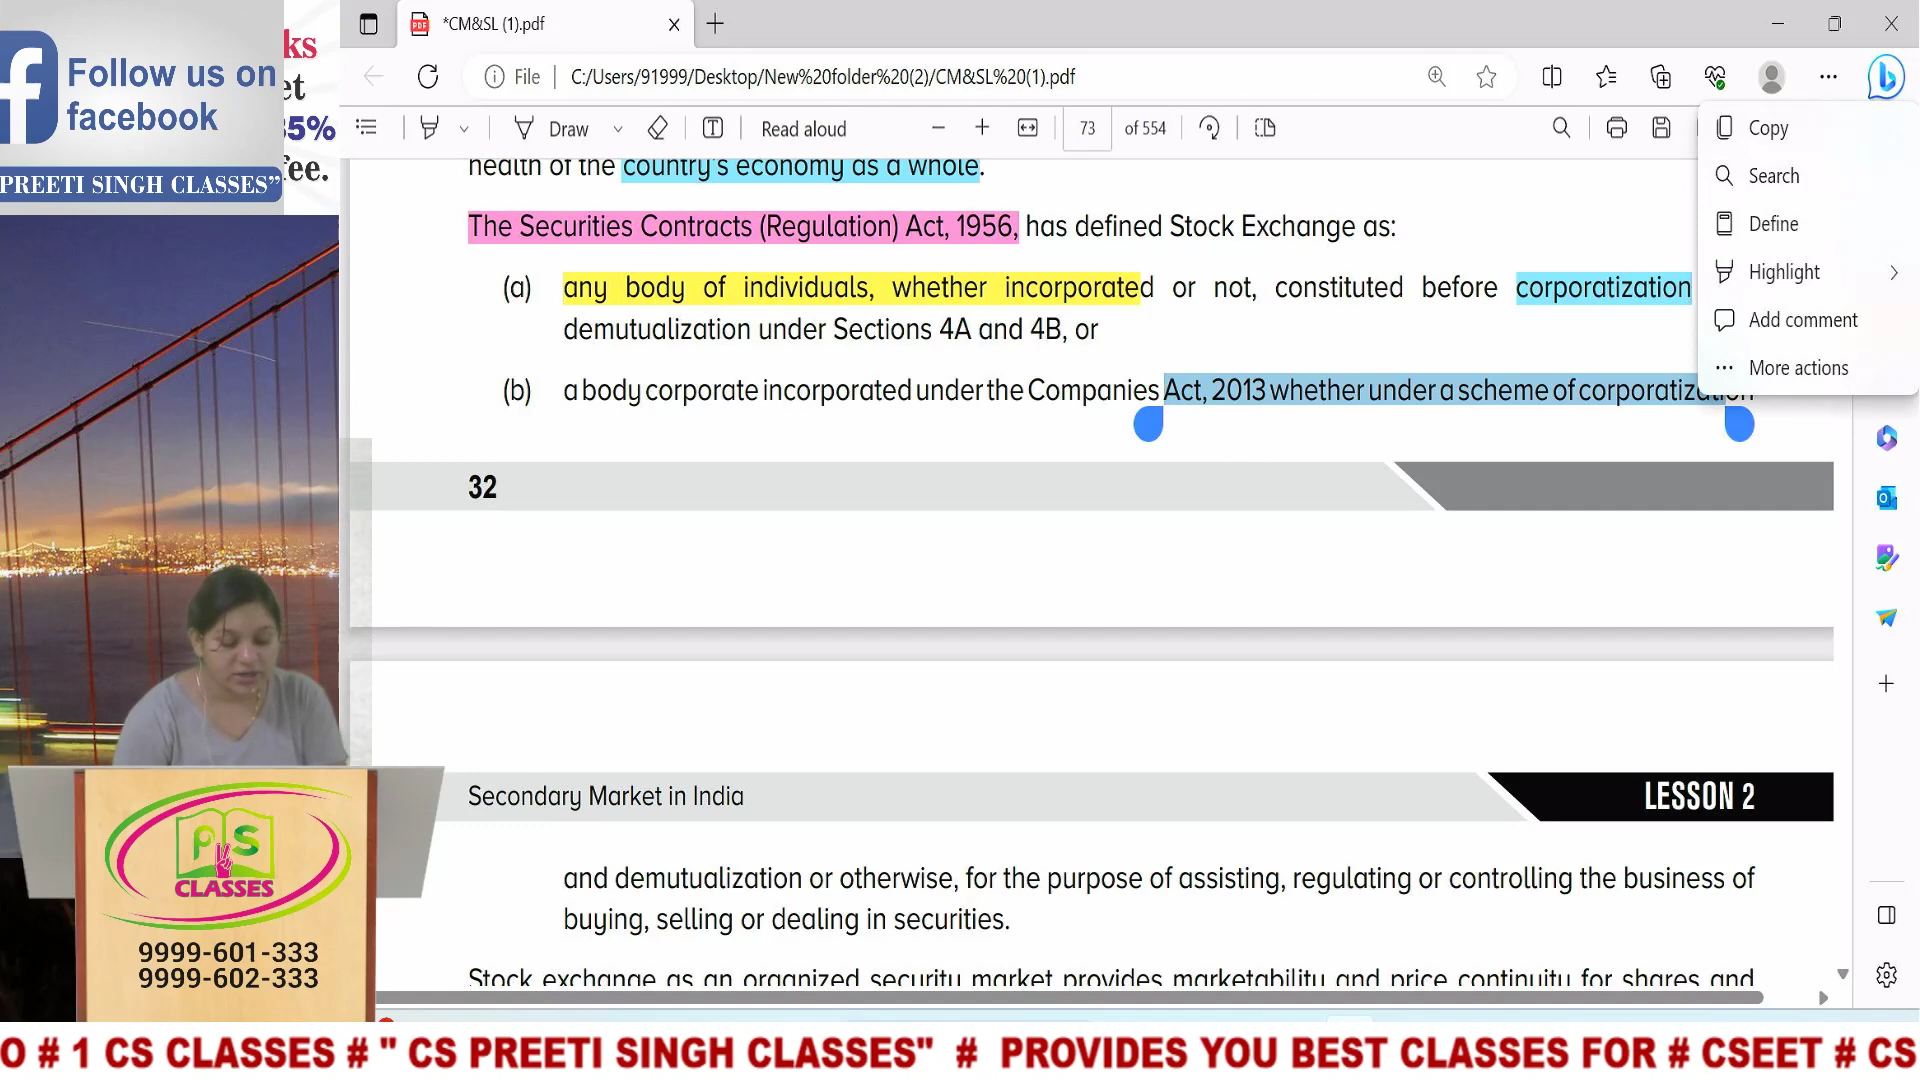 Follow us on
facebook
PREETI SINGH CLASSES”
ks
et
35%
fee.
*CM&SL (1).pdf
File
C:/Users/91999/Desktop/New%20folder%20(2)/CM&SL%20(1).pdf
Draw
Read aloud
73
of 554
Copy
Search
Define
Highlight
Add comment
More actions
health of the country's economy as a whole.
The Securities Contracts (Regulation) Act, 1956, has defined Stock Exchange as:
(a) any body of individuals, whether incorporated or not, constituted before corporatization
demutualization under Sections 4A and 4B, or
(b) a body corporate incorporated under the Companies Act, 2013 whether under a scheme of corporatization
32
Secondary Market in India
LESSON 2
and demutualization or otherwise, for the purpose of assisting, regulating or controlling the business of
buying, selling or dealing in securities.
Stock exchange as an organized security market provides marketability and price continuity for shares and
PS
CLASSES
9999-601-333
9999-602-333
O # 1 CS CLASSES # " CS PREETI SINGH CLASSES" # PROVIDES YOU BEST CLASSES FOR # CSEET # CS